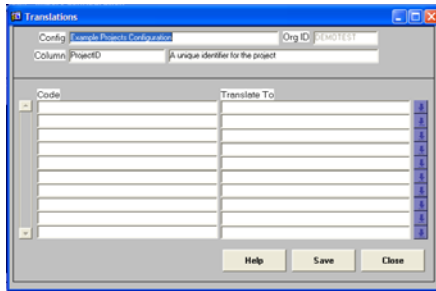 Translations
Config Example Projects Configuration Org ID DEMOTEST
Column ProjectID A unique identifier for the project
Code Translate To
Help Save Close